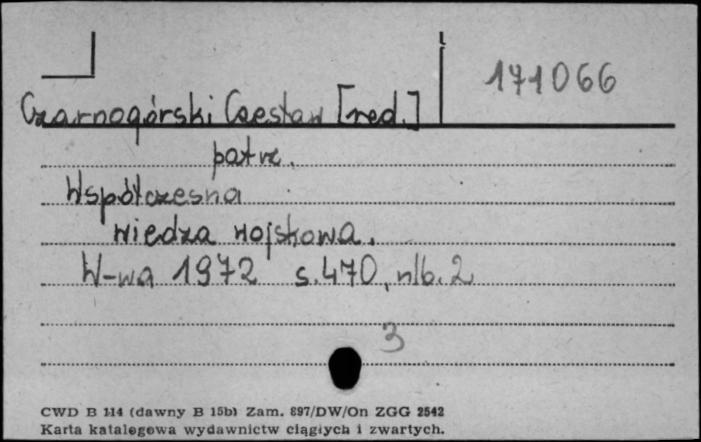 171066
Czarnogórski Czesław [red.]
patrz.
Współczesna
wiedza wojskowa.
W-wa 1972 s. 470, nlb. 2
3
CWD B 114 (dawny B 15b) Zam. 897/DW/On ZGG 2542
Karta katalogowa wydawnictw ciągłych i zwartych.